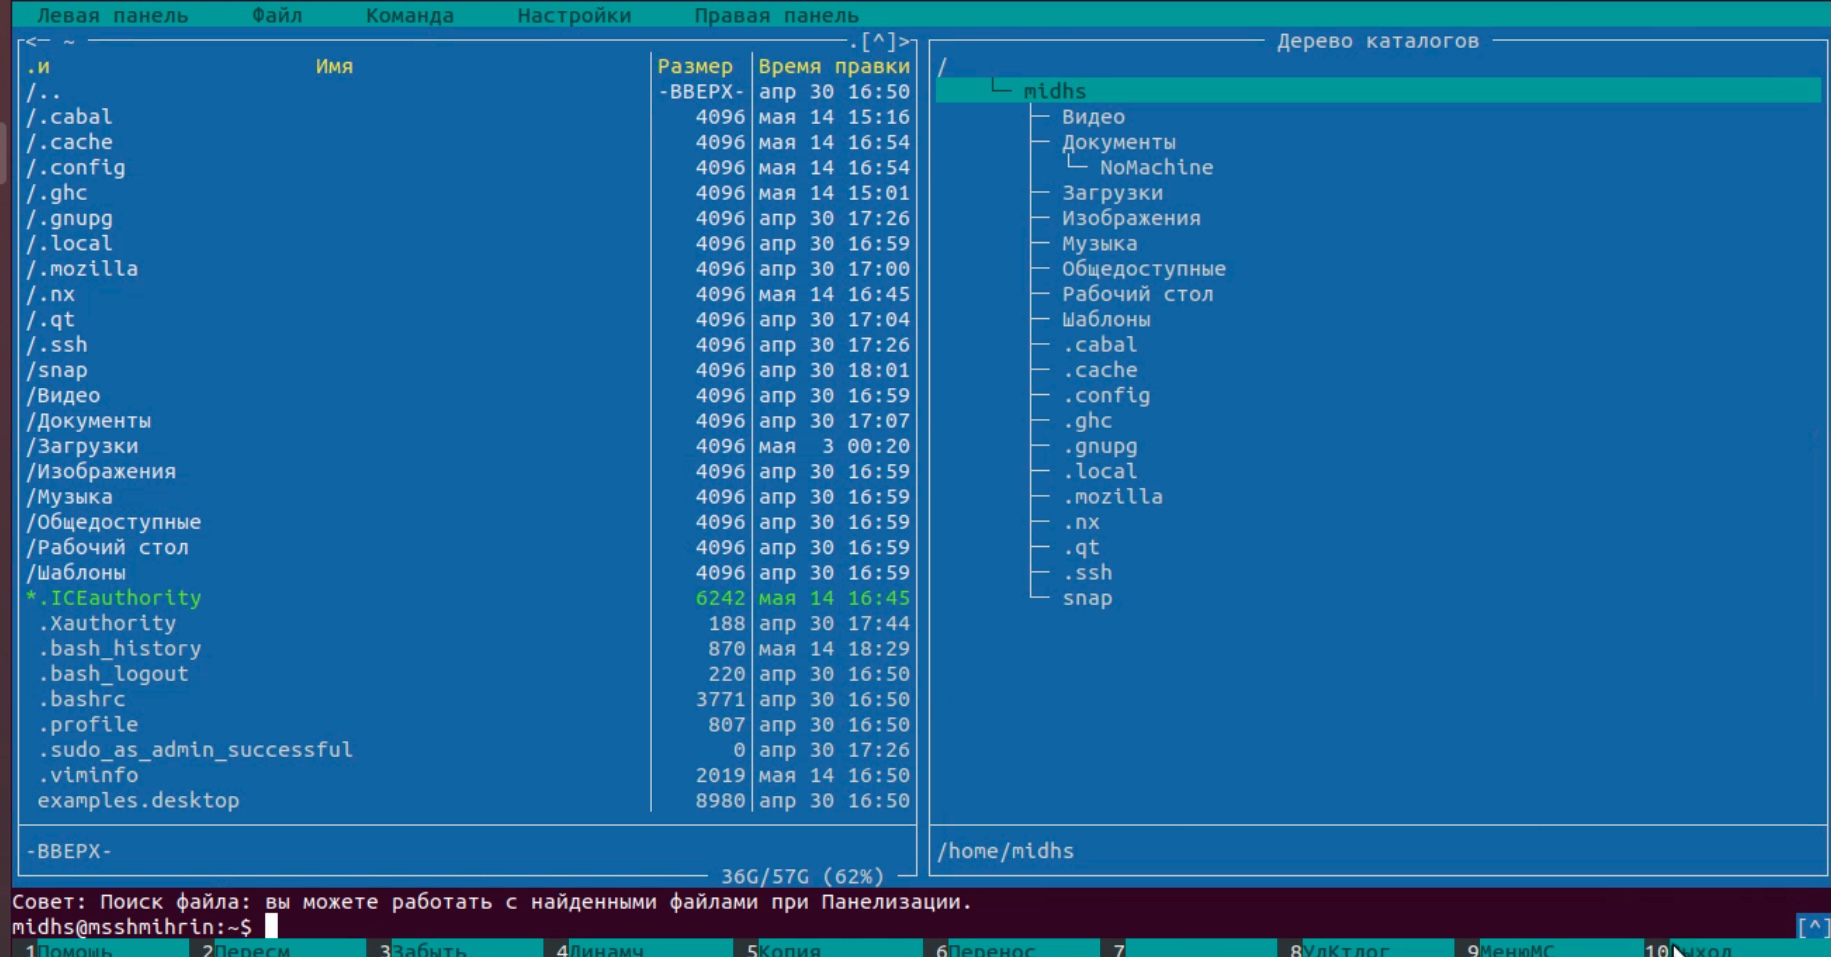 Левая панель Файл Команда Настройки Правая панель
<─ ~ .[^]>
.и Имя Размер Время правки
/.. -ВВЕРХ- апр 30 16:50
/.cabal 4096 мая 14 15:16
/.cache 4096 мая 14 16:54
/.config 4096 мая 14 16:54
/.ghc 4096 мая 14 15:01
/.gnupg 4096 апр 30 17:26
/.local 4096 апр 30 16:59
/.mozilla 4096 апр 30 17:00
/.nx 4096 мая 14 16:45
/.qt 4096 апр 30 17:04
/.ssh 4096 апр 30 17:26
/snap 4096 апр 30 18:01
/Видео 4096 апр 30 16:59
/Документы 4096 апр 30 17:07
/Загрузки 4096 мая 3 00:20
/Изображения 4096 апр 30 16:59
/Музыка 4096 апр 30 16:59
/Общедоступные 4096 апр 30 16:59
/Рабочий стол 4096 апр 30 16:59
/Шаблоны 4096 апр 30 16:59
*.ICEauthority 6242 мая 14 16:45
.Xauthority 188 апр 30 17:44
.bash_history 870 мая 14 18:29
.bash_logout 220 апр 30 16:50
.bashrc 3771 апр 30 16:50
.profile 807 апр 30 16:50
.sudo_as_admin_successful 0 апр 30 17:26
.viminfo 2019 мая 14 16:50
examples.desktop 8980 апр 30 16:50
-ВВЕРХ-
36G/57G (62%)
Дерево каталогов
/
midhs
Видео
Документы
NoMachine
Загрузки
Изображения
Музыка
Общедоступные
Рабочий стол
Шаблоны
.cabal
.cache
.config
.ghc
.gnupg
.local
.mozilla
.nx
.qt
.ssh
snap
/home/midhs
Совет: Поиск файла: вы можете работать с найденными файлами при Панелизации.
midhs@msshmihrin:~$ [^]
1Помощь 2Пересм 3Забыть 4Динамч 5Копия 6Перенос 7 8УдКтлог 9МенюMC 10Выход